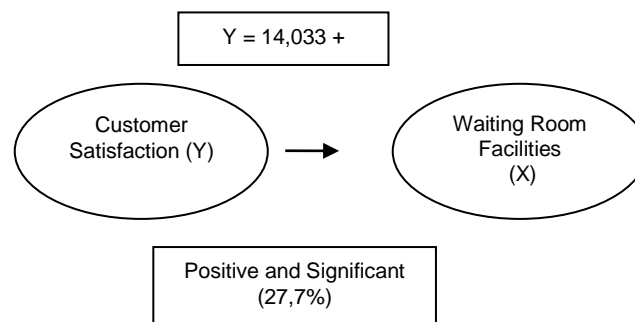 Y = 14,033 +
Customer
Satisfaction (Y)
Waiting Room
Facilities
(X)
Positive and Significant
(27,7%)